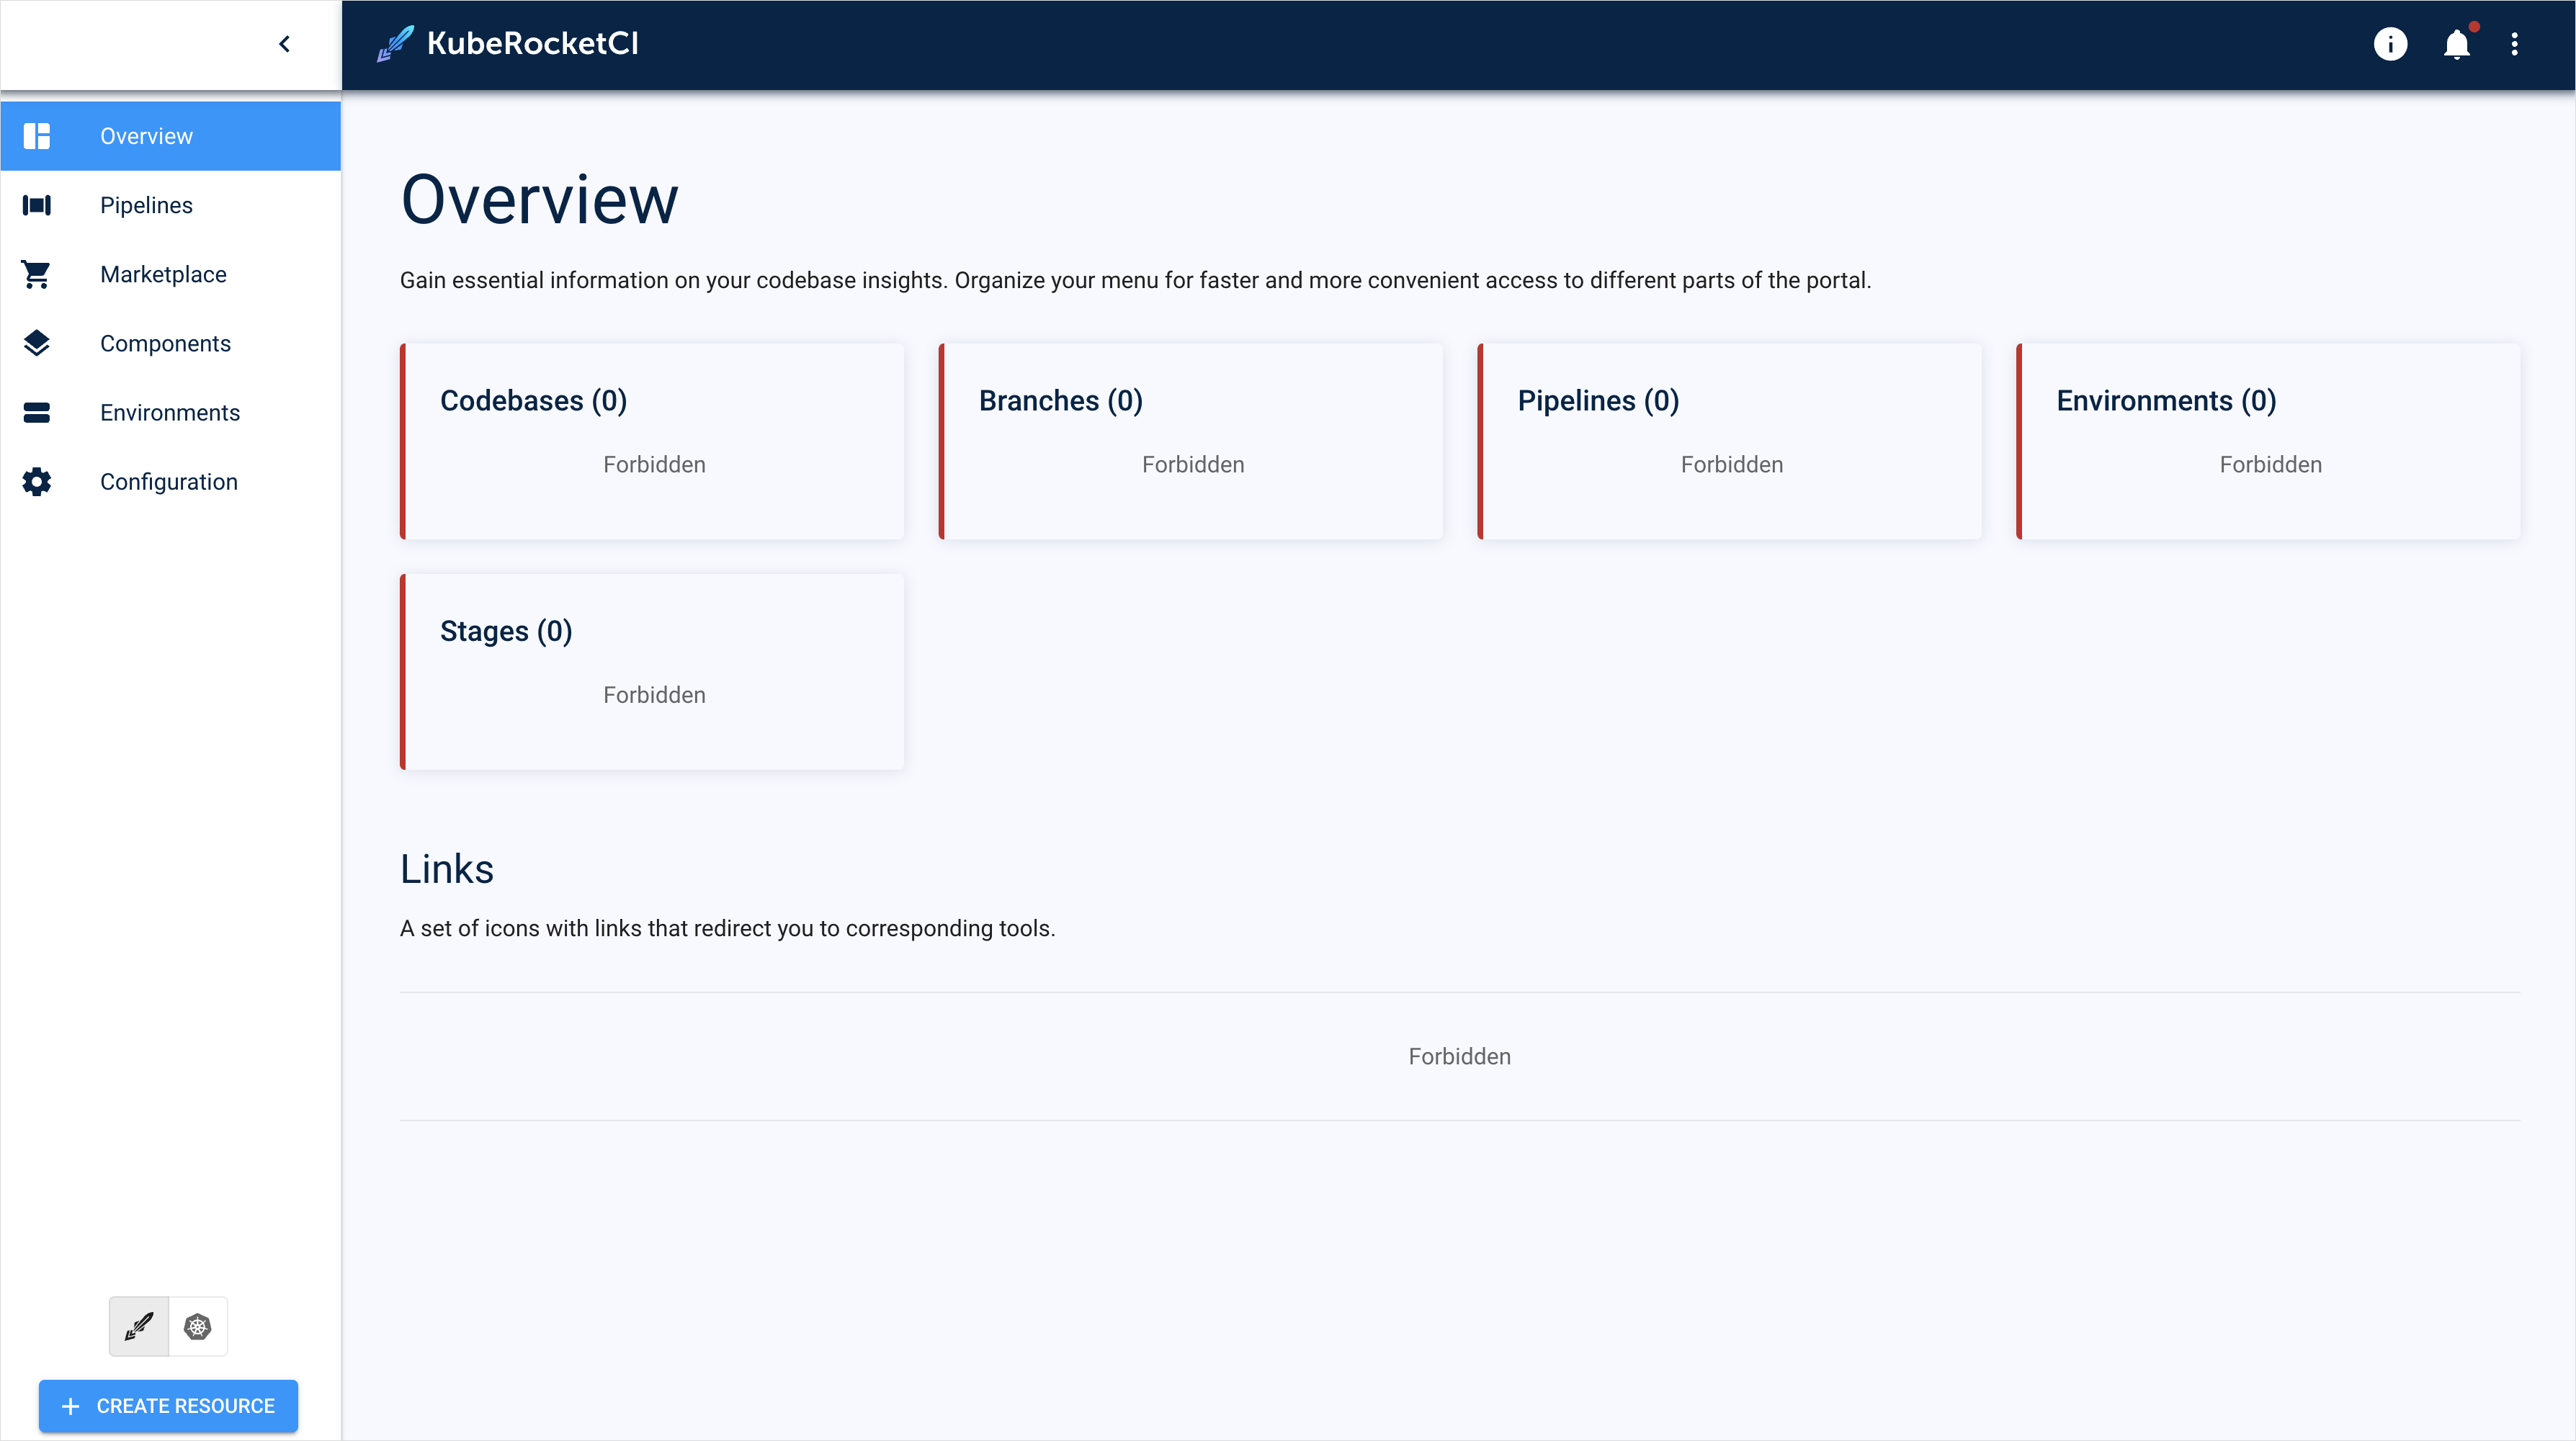 KubeRocketCI
Overview
Pipelines
Marketplace
Components
Environments
Configuration
CREATE RESOURCE
Overview
Gain essential information on your codebase insights. Organize your menu for faster and more convenient access to different parts of the portal.
Codebases (0)
Forbidden
Branches (0)
Forbidden
Pipelines (0)
Forbidden
Environments (0)
Forbidden
Stages (0)
Forbidden
Links
A set of icons with links that redirect you to corresponding tools.
Forbidden